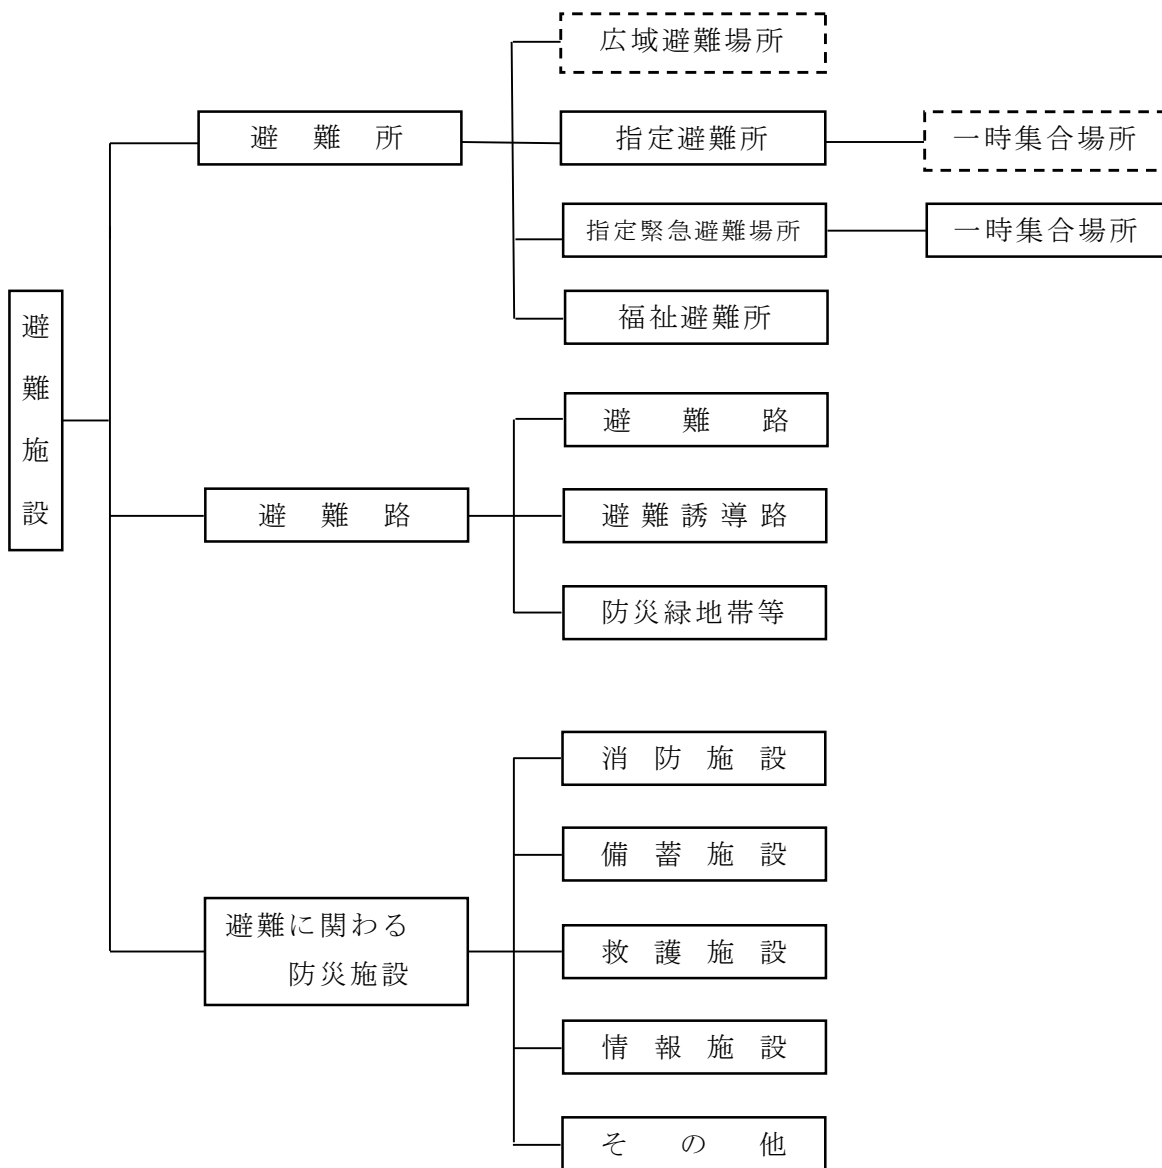 広域避難場所
避難所
指定避難所
一時集合場所
指定緊急避難場所
一時集合場所
福祉避難所
避難施設
避難路
避難路
避難誘導路
防災緑地帯等
消防施設
備蓄施設
避難に関わる
防災施設
救護施設
情報施設
その他